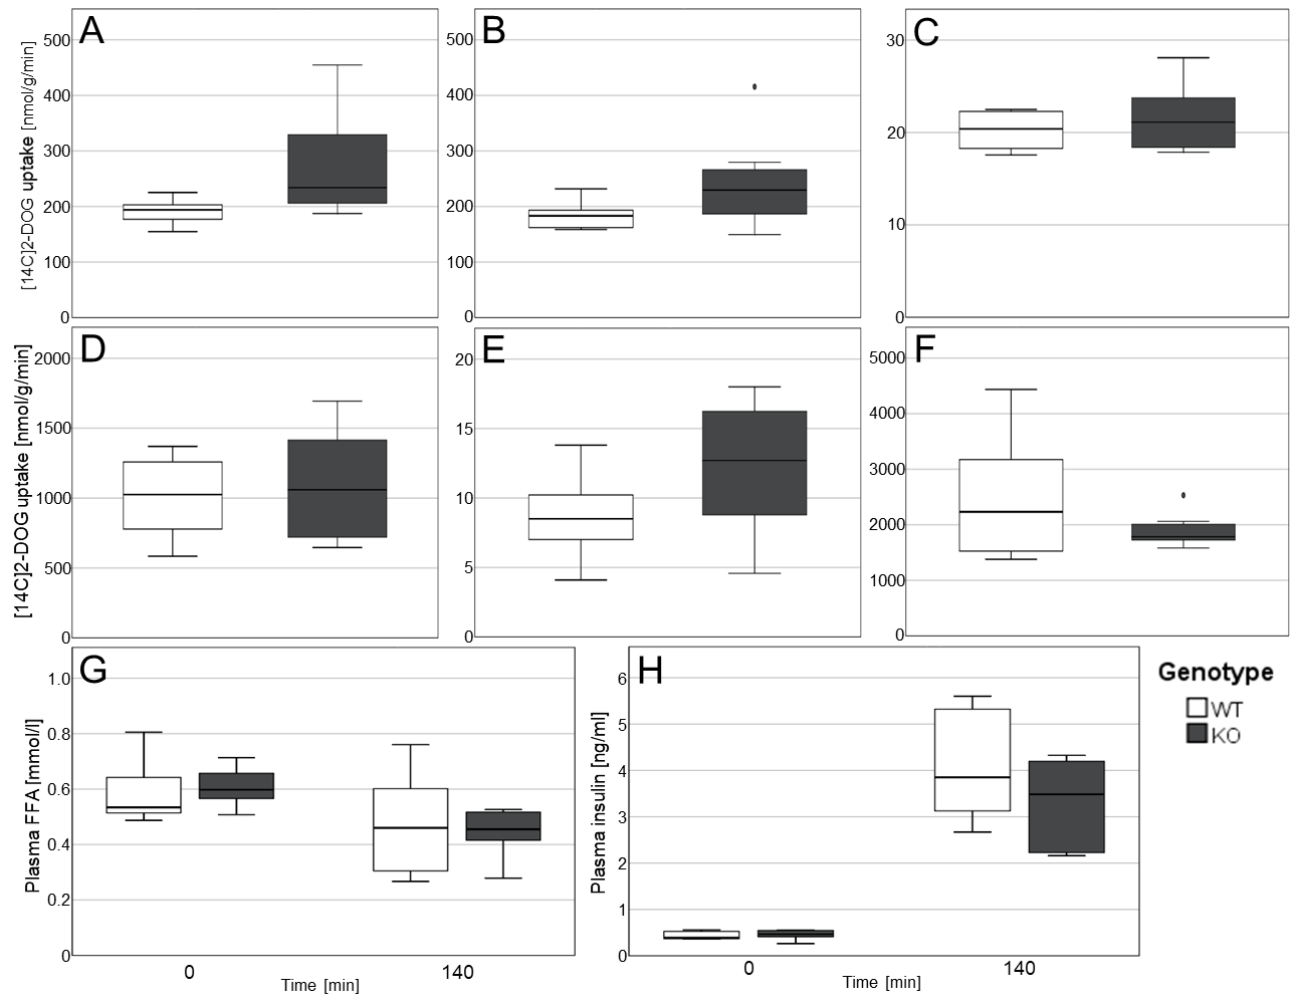 A
B
C
[14C]2-DOG uptake [nmol/g/min]
500
400
300
200
100
0
500
400
300
200
100
0
30
20
10
0
D
E
F
[14C]2-DOG uptake [nmol/g/min]
2000
1500
1000
500
0
20
15
10
5
0
5000
4000
3000
2000
1000
0
G
H
Plasma FFA [mmol/l]
1.0
0.8
0.6
0.4
0.2
0
0
140
Time [min]
Plasma insulin [ng/ml]
6
5
4
3
2
1
0
0
140
Time [min]
Genotype
WT
KO